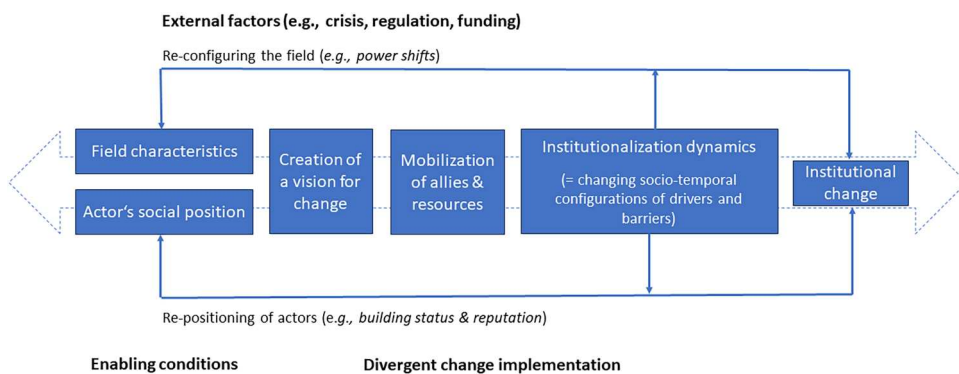 External factors (e.g., crisis, regulation, funding)
Re-configuring the field (e.g., power shifts)
Field characteristics
Actor's social position
Creation of
a vision for
change
Mobilization
of allies &
resources
Institutionalization dynamics
(= changing socio-temporal
configurations of drivers and
barriers)
Institutional
change
Re-positioning of actors (e.g., building status & reputation)
Enabling conditions
Divergent change implementation